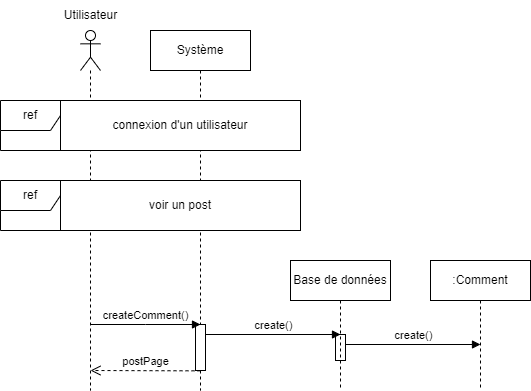 Utilisateur
Système
ref
connexion d'un utilisateur
ref
voir un post
Base de données
:Comment
createComment()
create()
create()
postPage